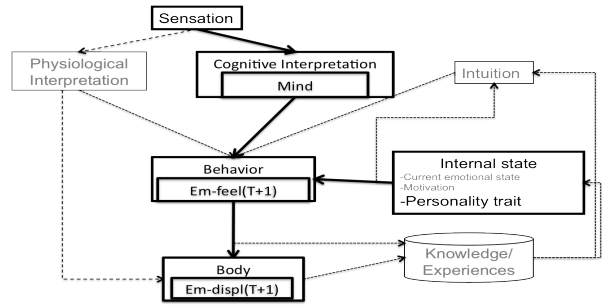 Sensation
Physiological
Interpretation
Cognitive Interpretation
Mind
Intuition
Behavior
Em-feel(T+1)
Internal state
-Current emotional state
-Motivation
-Personality trait
Body
Em-displ(T+1)
Knowledge/
Experiences